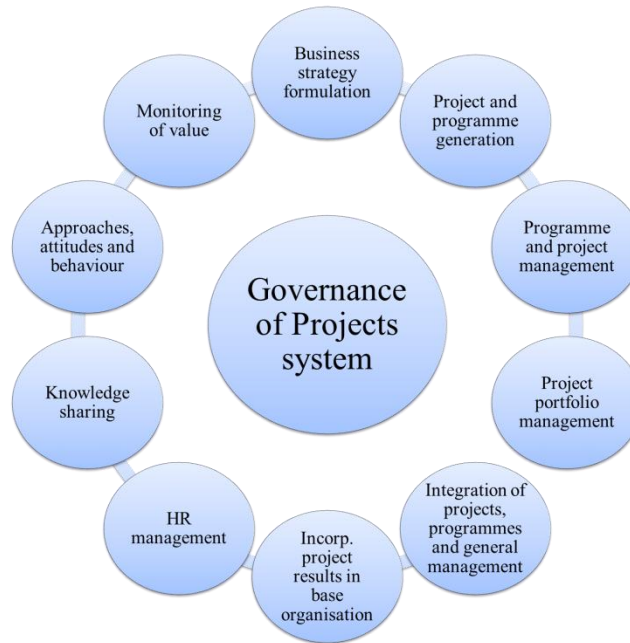 Business
strategy
formulation
Project and
programme
generation
Programme
and project
management
Project
portfolio
management
Integration of
projects,
programmes
and general
management
Incorp.
project
results in
base
organisation
HR
management
Knowledge
sharing
Approaches,
attitudes and
behaviour
Monitoring
of value
Governance
of Projects
system